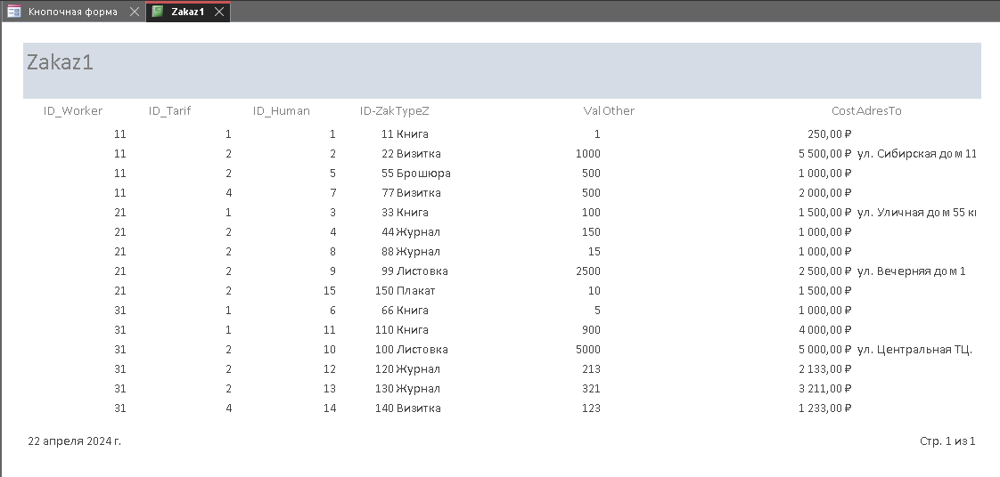 Кнопочная форма Zakaz1
Zakaz1
ID_Worker ID_Tarif ID_Human ID-Zak TypeZ Val Other Cost AdresTo
11 1 1 11 Книга 1 250,00 ₽
11 2 2 22 Визитка 1000 5 500,00 ₽ ул. Сибирская дом 11
11 2 5 55 Брошюра 500 1 000,00 ₽
11 4 7 77 Визитка 500 2 000,00 ₽
21 1 3 33 Книга 100 1 500,00 ₽ ул. Уличная дом 55
21 2 4 44 Журнал 150 1 000,00 ₽
21 2 8 88 Журнал 15 1 000,00 ₽
21 2 9 99 Листовка 2500 2 500,00 ₽ ул. Вечерняя дом 1
21 2 15 150 Плакат 10 1 500,00 ₽
31 1 6 66 Книга 5 1 000,00 ₽
31 1 11 110 Книга 900 4 000,00 ₽
31 2 10 100 Листовка 5000 5 000,00 ₽ ул. Центральная ТЦ.
31 2 12 120 Журнал 213 2 133,00 ₽
31 2 13 130 Журнал 321 3 211,00 ₽
31 4 14 140 Визитка 123 1 233,00 ₽
22 апреля 2024 г. Стр. 1 из 1